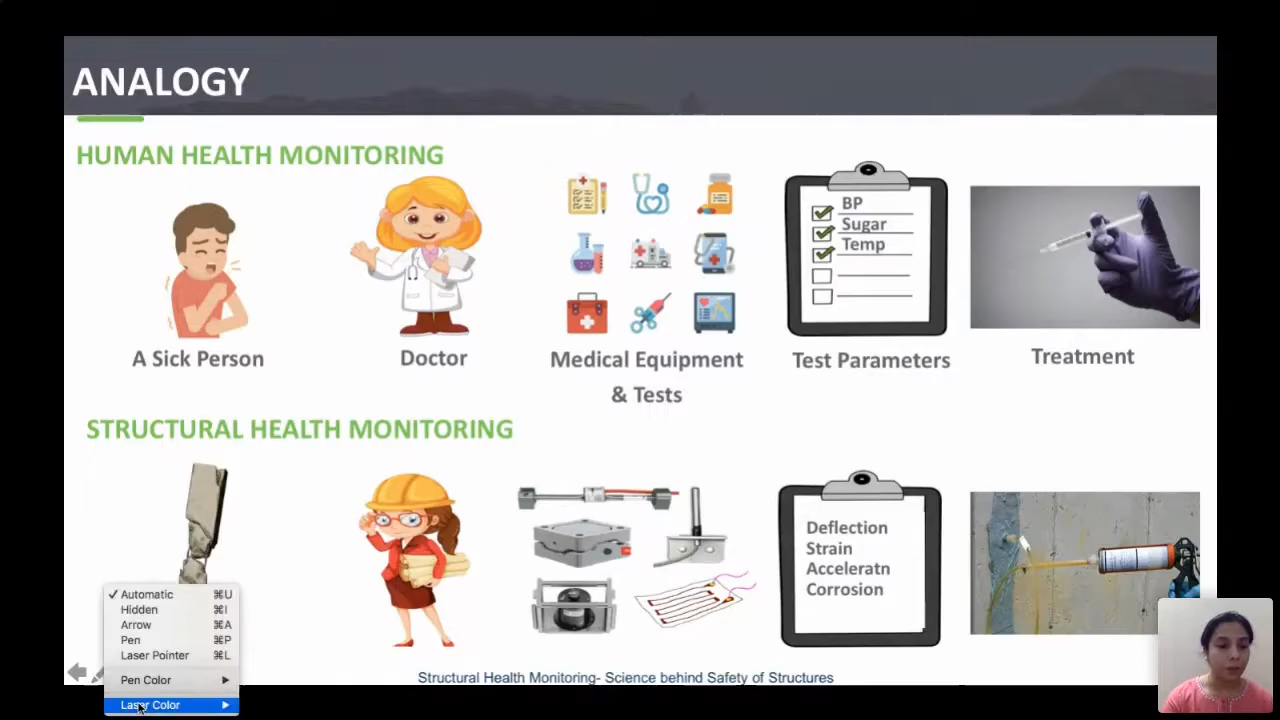 ANALOGY
HUMAN HEALTH MONITORING
BP
Sugar
Temp
A Sick Person
Doctor
Medical Equipment
& Tests
Test Parameters
Treatment
STRUCTURAL HEALTH MONITORING
Deflection
Strain
Acceleratn
Corrosion
✓ Automatic ⌘U
Hidden ⌘I
Arrow ⌘A
Pen ⌘P
Laser Pointer ⌘L
Pen Color
Laser Color
Structural Health Monitoring- Science behind Safety of Structures